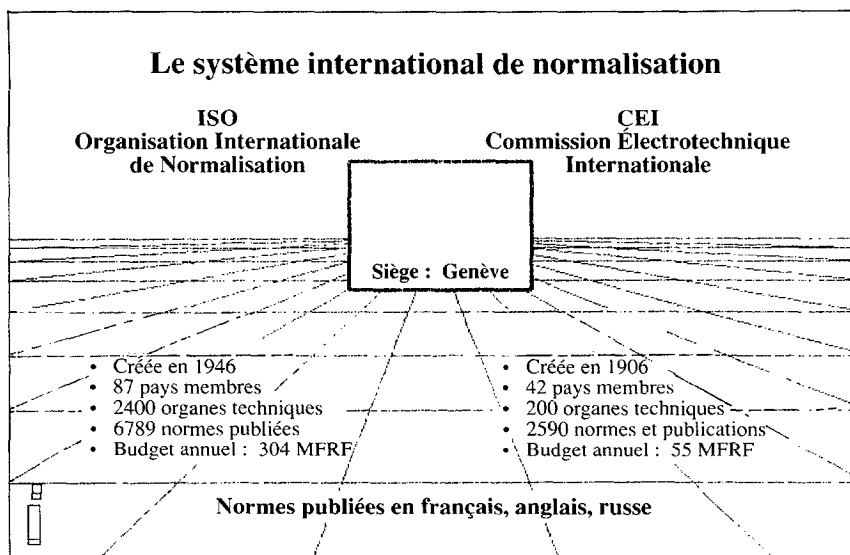 Le système international de normalisation
ISO
Organisation Internationale
de Normalisation
CEI
Commission Électrotechnique
Internationale
Siège : Genève
• Créée en 1946
• 87 pays membres
• 2400 organes techniques
• 6789 normes publiées
• Budget annuel : 304 MFRF
• Créée en 1906
• 42 pays membres
• 200 organes techniques
• 2590 normes et publications
• Budget annuel : 55 MFRF
Normes publiées en français, anglais, russe